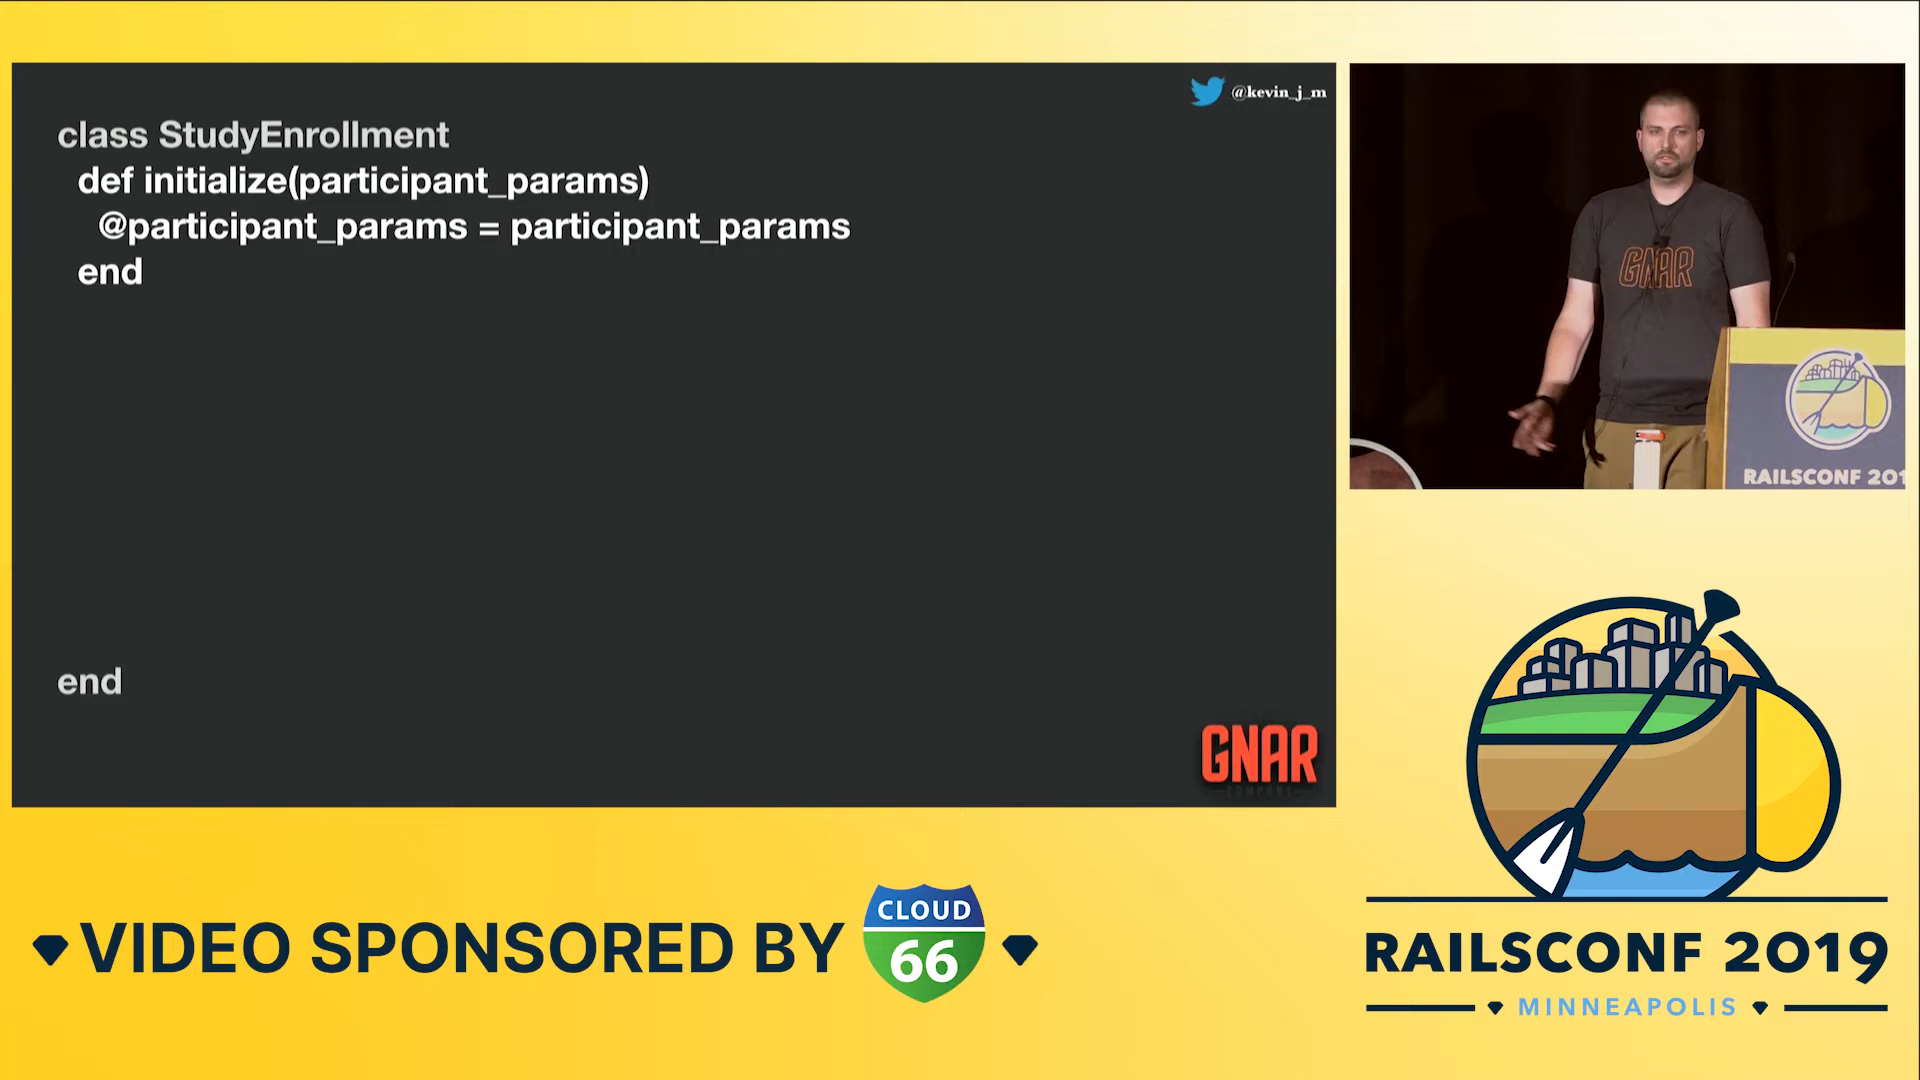 @kevin_j_m
class StudyEnrollment
def initialize(participant_params)
@participant_params = participant_params
end
end
GNAR
COMPANY
GNAR
RAILSCONF 201
VIDEO SPONSORED BY
CLOUD
66
RAILSCONF 2019
MINNEAPOLIS